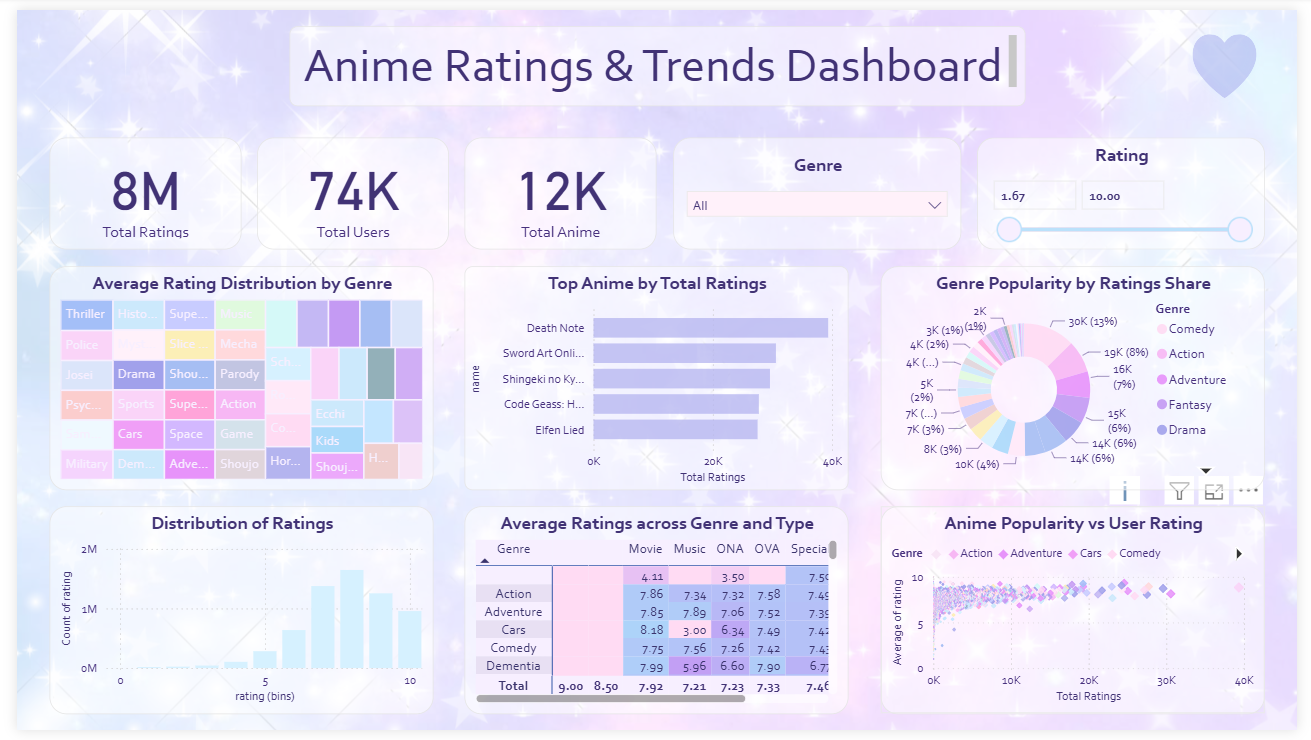 Anime Ratings & Trends Dashboard
8M
Total Ratings
74K
Total Users
12K
Total Anime
Genre
All
Rating
1.67
10.00
Average Rating Distribution by Genre
Thriller
Histo...
Supe...
Police
Slice...
Mecha
Josei
Drama
Shou...
Parody
Sch...
Psyc...
Sports
Supe...
Action
Cars
Space
Game
Co...
Ecchi
Kids
Military
Dem...
Adve...
Shoujo
Hor...
Shouj...
H...
Top Anime by Total Ratings
name
Death Note
Sword Art Onli...
Shingeki no Ky...
Code Geass: H...
Elfen Lied
0K 20K 40K
Total Ratings
Genre Popularity by Ratings Share
30K (13%)
19K (8%)
16K (7%)
15K (6%)
14K (6%)
14K (6%)
10K (4%)
8K (3%)
7K (3%)
7K (...)
5K (2%)
4K (...)
4K (2%)
3K (1%)
2K (1%)
Genre
Comedy
Action
Adventure
Fantasy
Drama
Distribution of Ratings
Count of rating
2M
1M
0M
0 5 10
rating (bins)
Average Ratings across Genre and Type
Genre Movie Music ONA OVA Specia
4.11 3.50 7.50
Action 7.86 7.34 7.32 7.58 7.49
Adventure 7.85 7.89 7.06 7.52 7.39
Cars 8.18 3.00 6.34 7.49 7.42
Comedy 7.75 7.56 7.26 7.42 7.43
Dementia 7.99 5.96 6.60 7.90 6.77
Total 9.00 8.50 7.92 7.21 7.23 7.33 7.46
Anime Popularity vs User Rating
Genre Action Adventure Cars Comedy
Average of rating
10
5
0
0K 10K 20K 30K 40K
Total Ratings